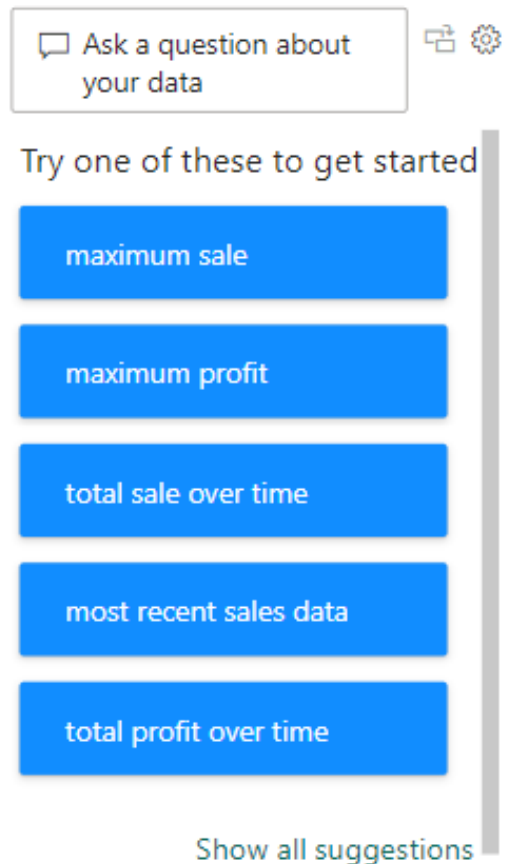 Ask a question about
your data
Try one of these to get started
maximum sale
maximum profit
total sale over time
most recent sales data
total profit over time
Show all suggestions